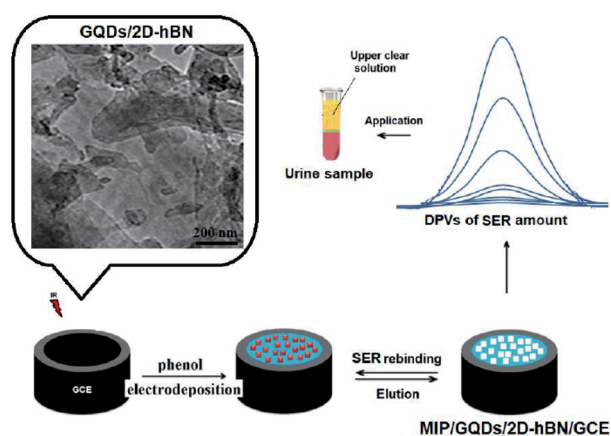 GQDs/2D-hBN
200 nm
Upper clear
solution
Application
Urine sample
DPVs of SER amount
IR
GCE
phenol
electrodeposition
SER rebinding
Elution
MIP/GQDs/2D-hBN/GCE